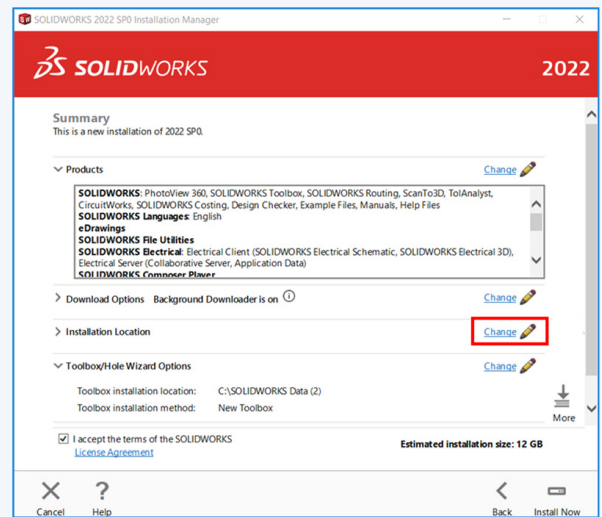 SOLIDWORKS 2022 SP0 Installation Manager
SOLIDWORKS
2022
Summary
This is a new installation of 2022 SP0.
Products
Change
SOLIDWORKS: PhotoView 360, SOLIDWORKS Toolbox, SOLIDWORKS Routing, ScanTo3D, TolAnalyst,
CircuitWorks, SOLIDWORKS Costing, Design Checker, Example Files, Manuals, Help Files
SOLIDWORKS Languages: English
eDrawings
SOLIDWORKS File Utilities
SOLIDWORKS Electrical: Electrical Client (SOLIDWORKS Electrical Schematic, SOLIDWORKS Electrical 3D),
Electrical Server (Collaborative Server, Application Data)
SOLIDWORKS Composer Player
Download Options Background Downloader is on
Change
Installation Location
Change
Toolbox/Hole Wizard Options
Change
Toolbox installation location: C:\SOLIDWORKS Data (2)
Toolbox installation method: New Toolbox
More
I accept the terms of the SOLIDWORKS
License Agreement
Estimated installation size: 12 GB
Cancel
Help
Back
Install Now